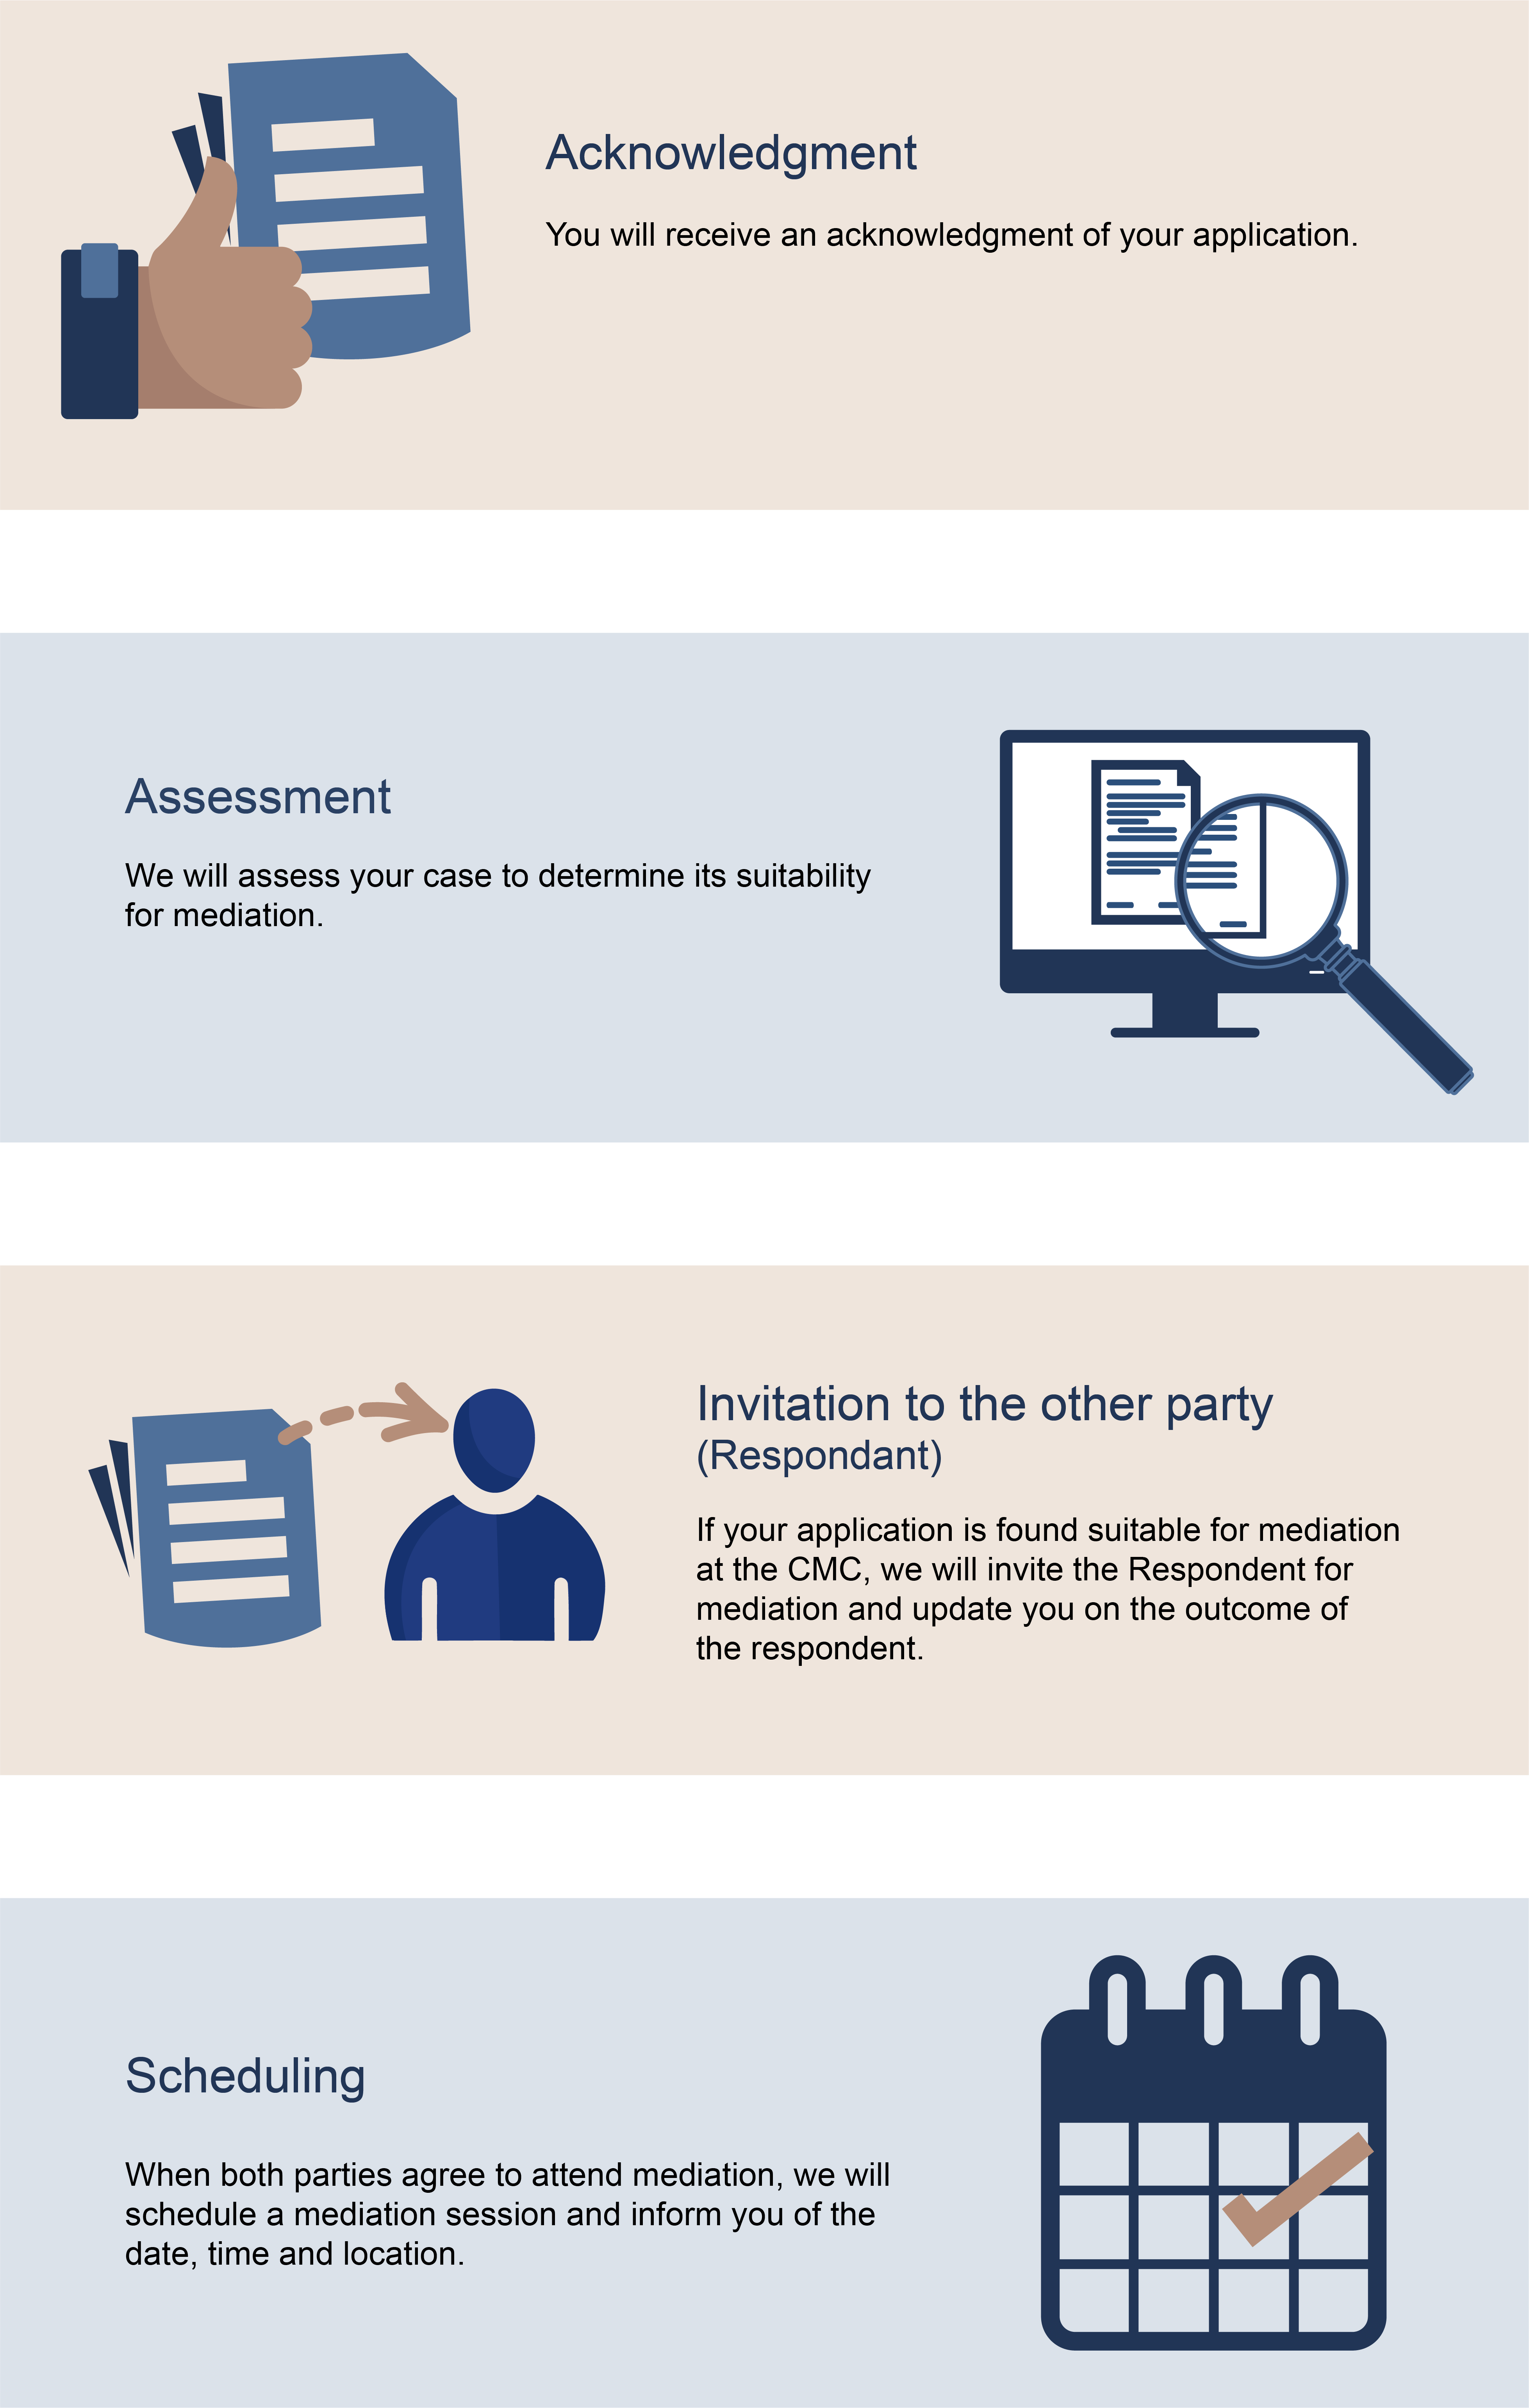 Acknowledgment
You will receive an acknowledgment of your application.
Assessment
We will assess your case to determine its suitability
for mediation.
Invitation to the other party
(Respondant)
If your application is found suitable for mediation
at the CMC, we will invite the Respondent for
mediation and update you on the outcome of
the respondent.
Scheduling
When both parties agree to attend mediation, we will
schedule a mediation session and inform you of the
date, time and location.